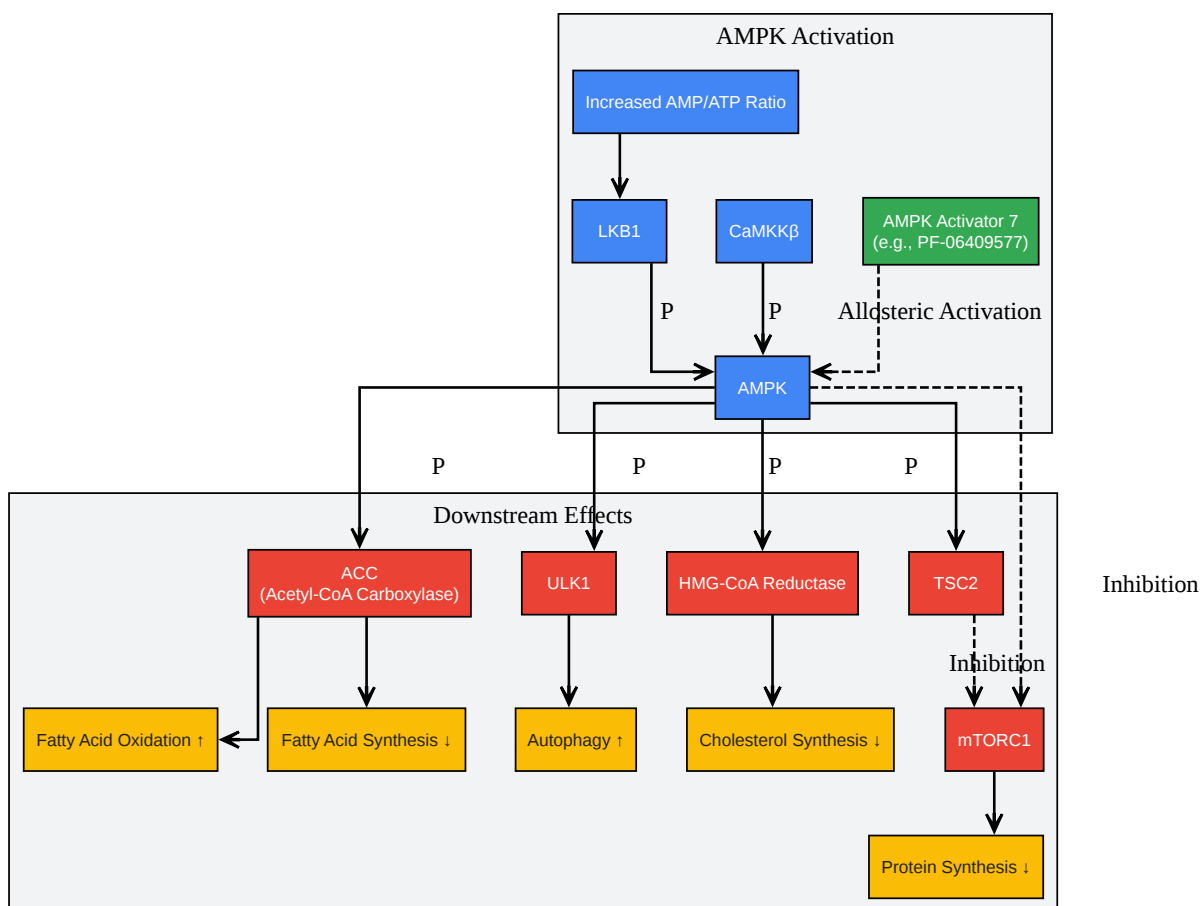 AMPK Activation
Increased AMP/ATP Ratio
LKB1
CaMKKβ
AMPK Activator 7
(e.g., PF-06409577)
P
P
Allosteric Activation
AMPK
P
P
P
P
Downstream Effects
ACC
(Acetyl-CoA Carboxylase)
ULK1
HMG-CoA Reductase
TSC2
Inhibition
Inhibition
Fatty Acid Oxidation ↑
Fatty Acid Synthesis ↓
Autophagy ↑
Cholesterol Synthesis ↓
mTORC1
Protein Synthesis ↓